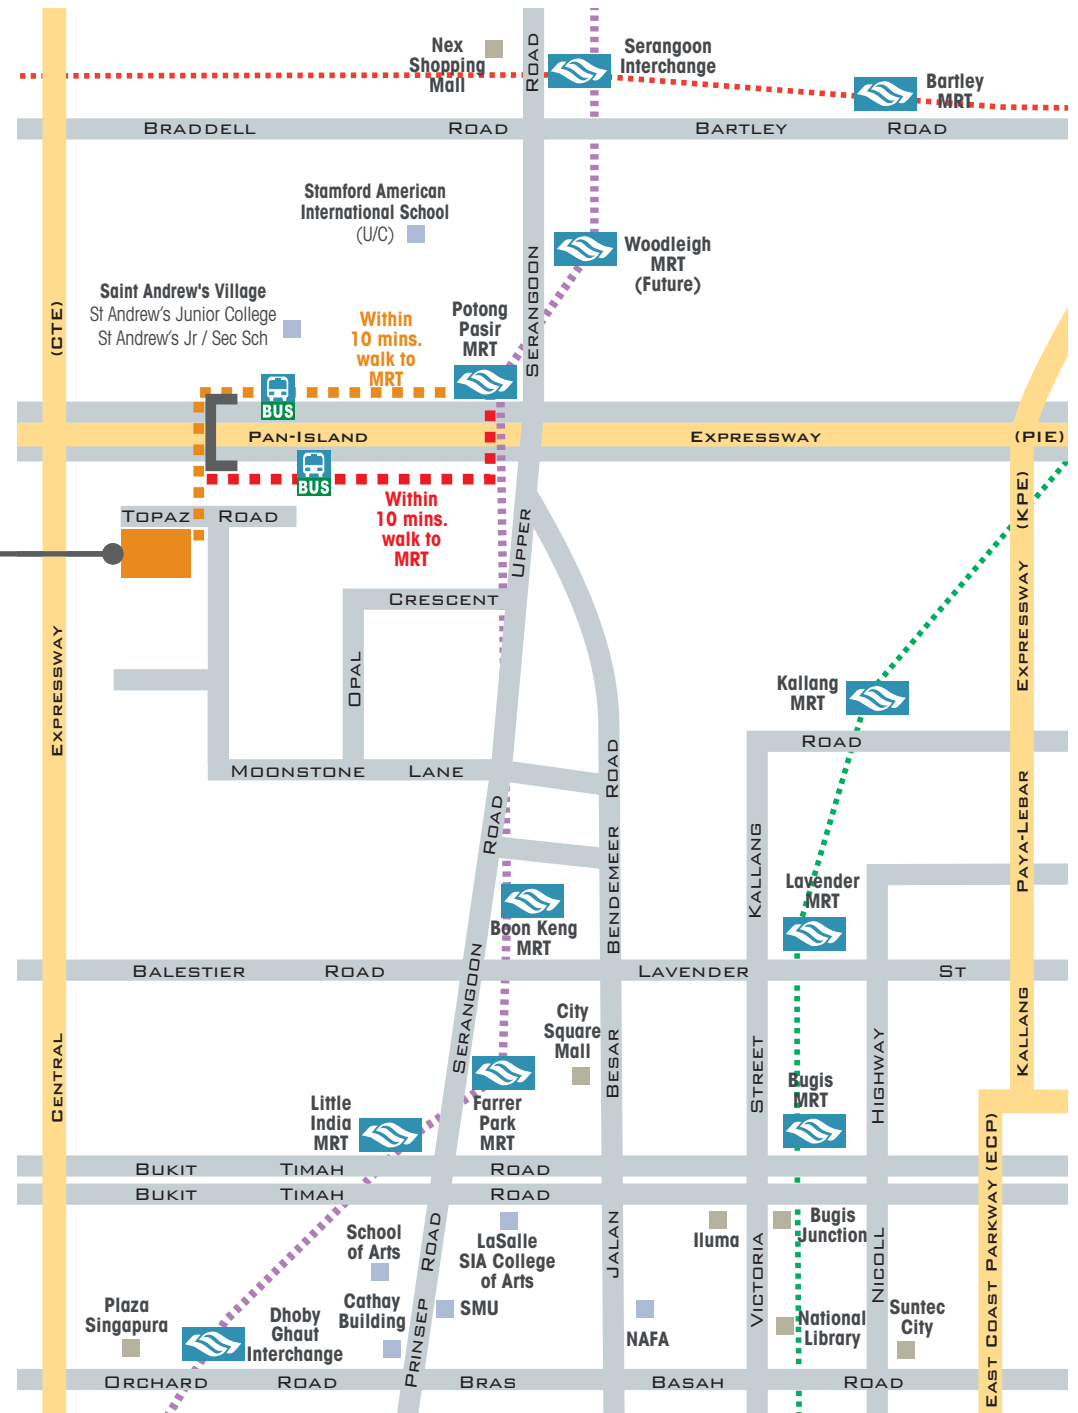 Nex
Shopping
Mall
ROAD
Serangoon
Interchange
Bartley
MRT
BRADDELL ROAD
BARTLEY ROAD
Stamford American
International School
(U/C)
SERANGOON
Woodleigh
MRT
(Future)
Saint Andrew's Village
St Andrew's Junior College
St Andrew's Jr / Sec Sch
(CTE)
Within
10 mins.
walk to
MRT
Potong
Pasir
MRT
BUS
PAN-ISLAND EXPRESSWAY (PIE)
BUS
Within
10 mins.
walk to
MRT
TOPAZ ROAD
UPPER
(KPE)
CRESCENT
OPAL
EXPRESSWAY
EXPRESSWAY
Kallang
MRT
ROAD
MOONSTONE LANE
ROAD
ROAD
BENDEMEER
KALLANG
PAYA-LEBAR
Lavender
MRT
Boon Keng
MRT
BALESTIER ROAD
LAVENDER ST
SERANGOON
City
Square
Mall
BESAR
STREET
HIGHWAY
KALLANG
CENTRAL
Bugis
MRT
Little
India
MRT
Farrer
Park
MRT
BUKIT TIMAH ROAD
BUKIT TIMAH ROAD
EAST COAST PARKWAY (ECP)
School
of Arts
ROAD
LaSalle
SIA College
of Arts
JALAN
Iluma
VICTORIA
Bugis
Junction
NICOLL
Plaza
Singapura
Dhoby
Ghaut
Interchange
Cathay
Building
PRINSEP
SMU
NAFA
National
Library
Suntec
City
ORCHARD ROAD
BRAS BASAH ROAD